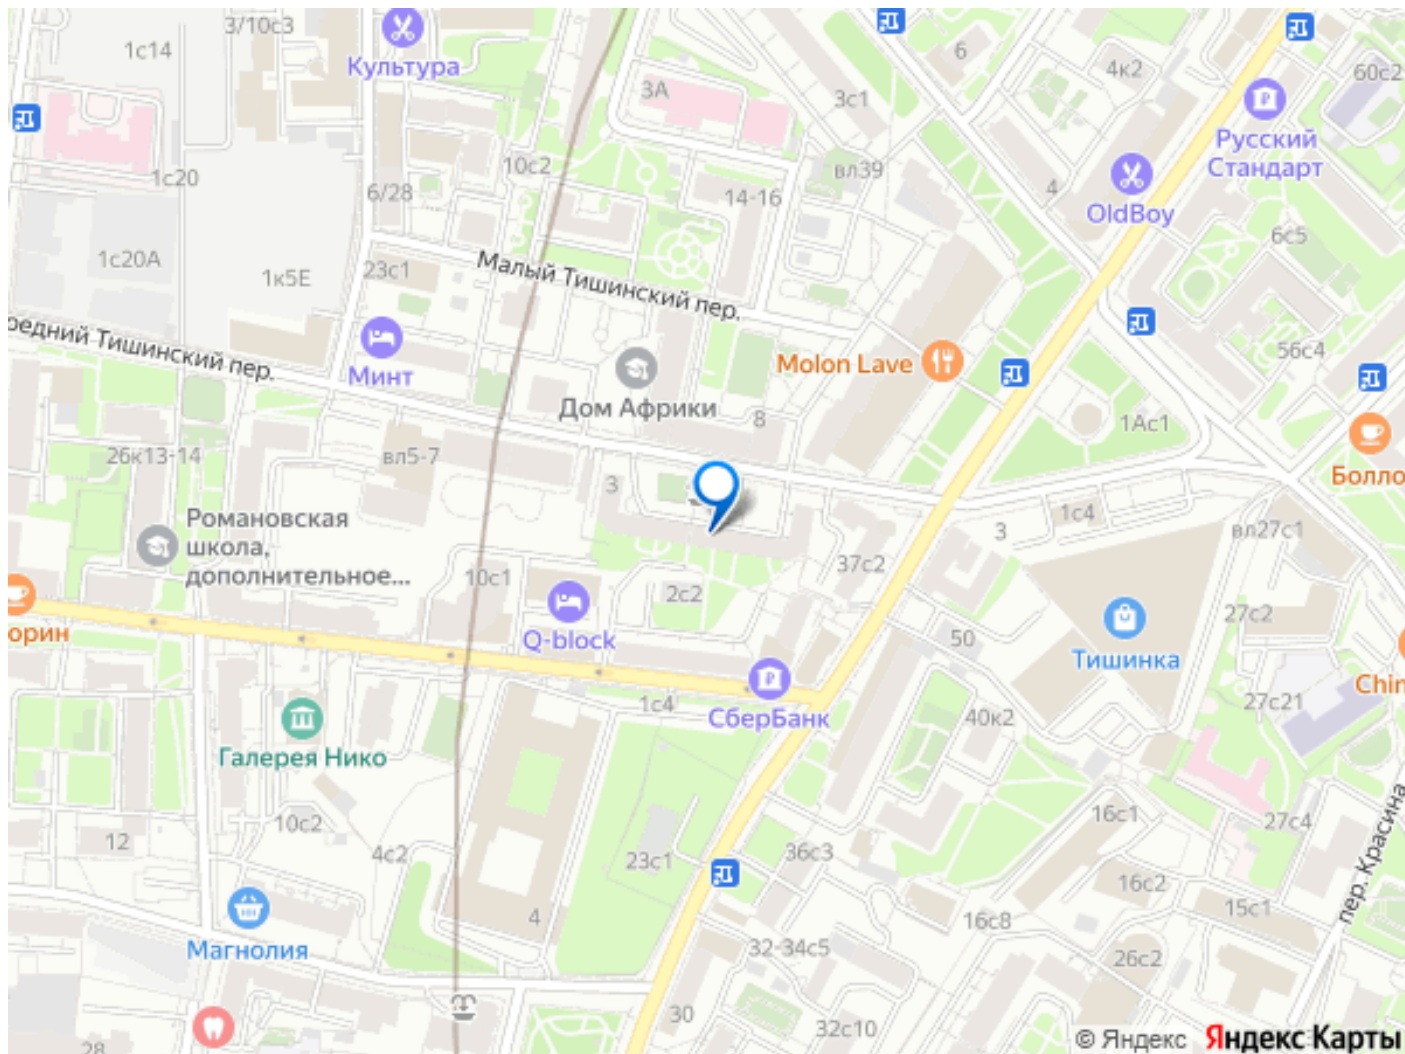 3/10с3
1с14
Культура
6
4к2
60с2
3А
3с1
Русский
Стандарт
10с2
вл39
1с20
6/28
14-16
4
OldBoy
6с5
1с20А
1к5Е
23с1
Малый Тишинский пер.
редний Тишинский пер.
Минт
Molon Lave
56с4
Дом Африки
8
1Ас1
26к13-14
вл5-7
3
Болло
1с4
3
вл27с1
Романовская
школа,
дополнительное...
10с1
37с2
2с2
27с2
орин
Q-block
50
Тишинка
Chin
1с4
СберБанк
40к2
27с21
Галерея Нико
пер. Красина
12
10с2
4с2
23с1
36с3
16с1
27с4
16с2
4
16с8
15с1
Магнолия
32-34с5
26с2
30
32с10
28
© Яндекс Яндекс Карты